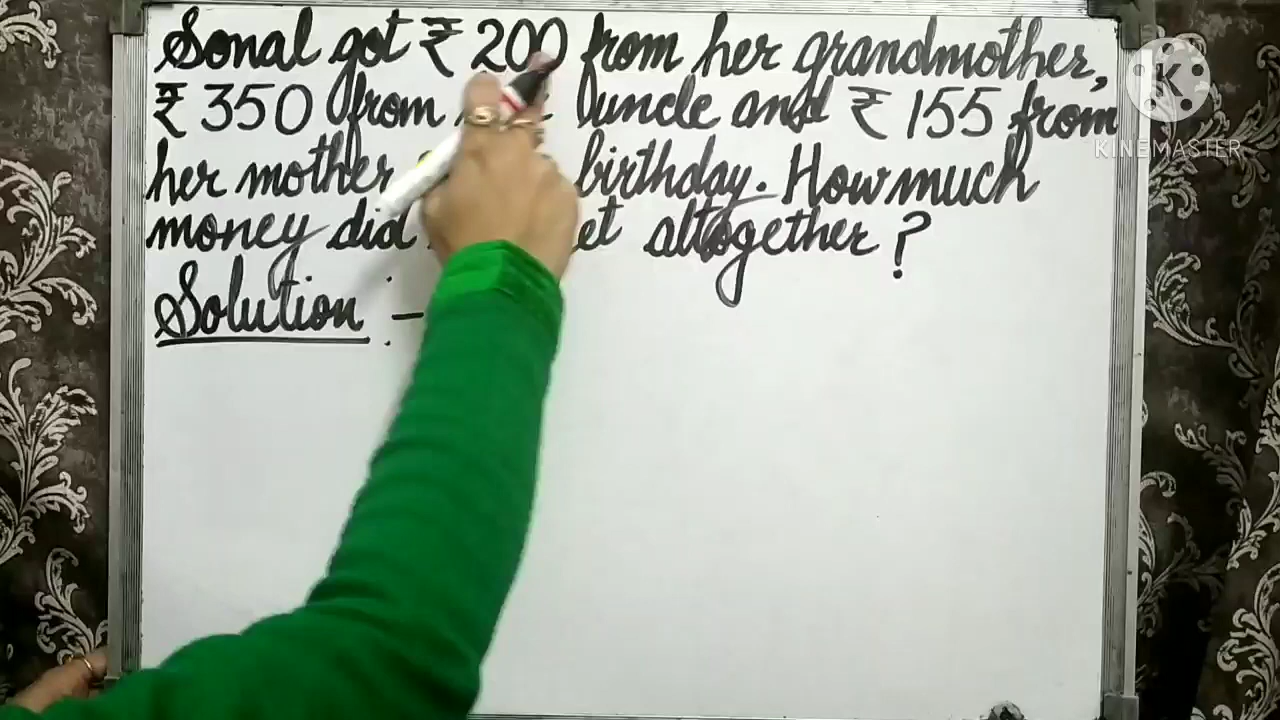 Sonal got ₹ 200 from her grandmother,
₹ 350 from uncle and ₹ 155 from
her mother birthday. How much
money did altogether ?
Solution :-
K
KINEMASTER